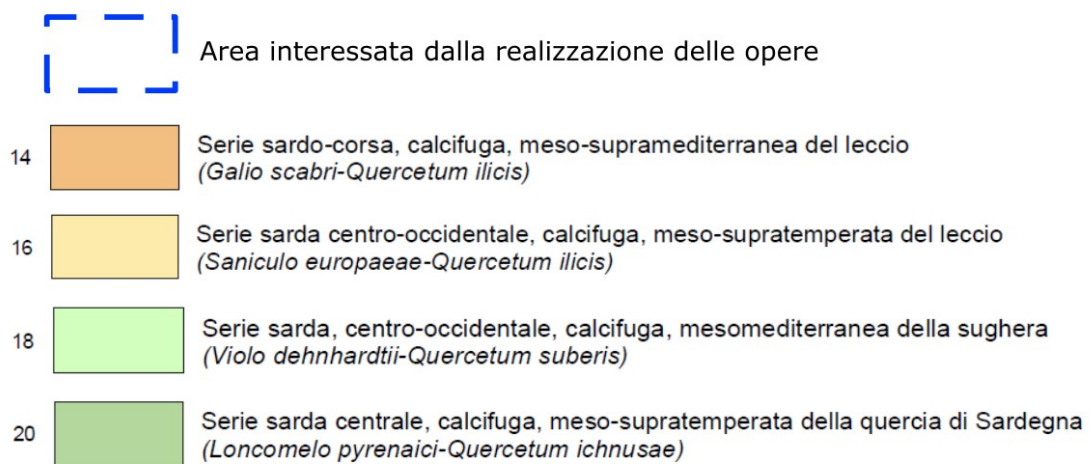 Area interessata dalla realizzazione delle opere
14
Serie sardo-corsa, calcifuga, meso-supramediterranea del leccio
(Galio scabri-Quercetum ilicis)
16
Serie sarda centro-occidentale, calcifuga, meso-supratemperata del leccio
(Saniculo europaeae-Quercetum ilicis)
18
Serie sarda, centro-occidentale, calcifuga, mesomediterranea della sughera
(Violo dehnhardtii-Quercetum suberis)
20
Serie sarda centrale, calcifuga, meso-supratemperata della quercia di Sardegna
(Loncomelo pyrenaici-Quercetum ichnusae)